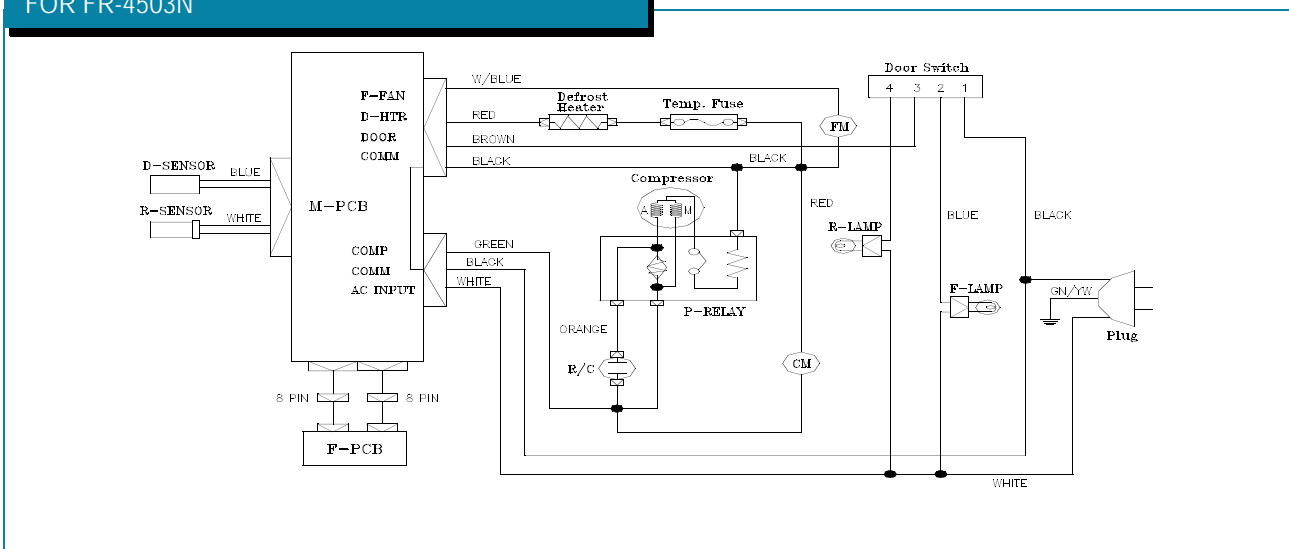 FOR FR-4503N
Door Switch
4 3 2 1
W/BLUE
F-FAN
Defrost
Heater
Temp. Fuse
D-HTR
RED
FM
DOOR
BROWN
COMM
BLACK
BLACK
D-SENSOR
BLUE
Compressor
M-PCB
A
M
RED
R-SENSOR
WHITE
BLUE
BLACK
R-LAMP
COMP
GREEN
COMM
BLACK
AC INPUT
WHITE
F-LAMP
GN/YW
P-RELAY
Plug
ORANGE
R/C
CM
8 PIN
8 PIN
F-PCB
WHITE